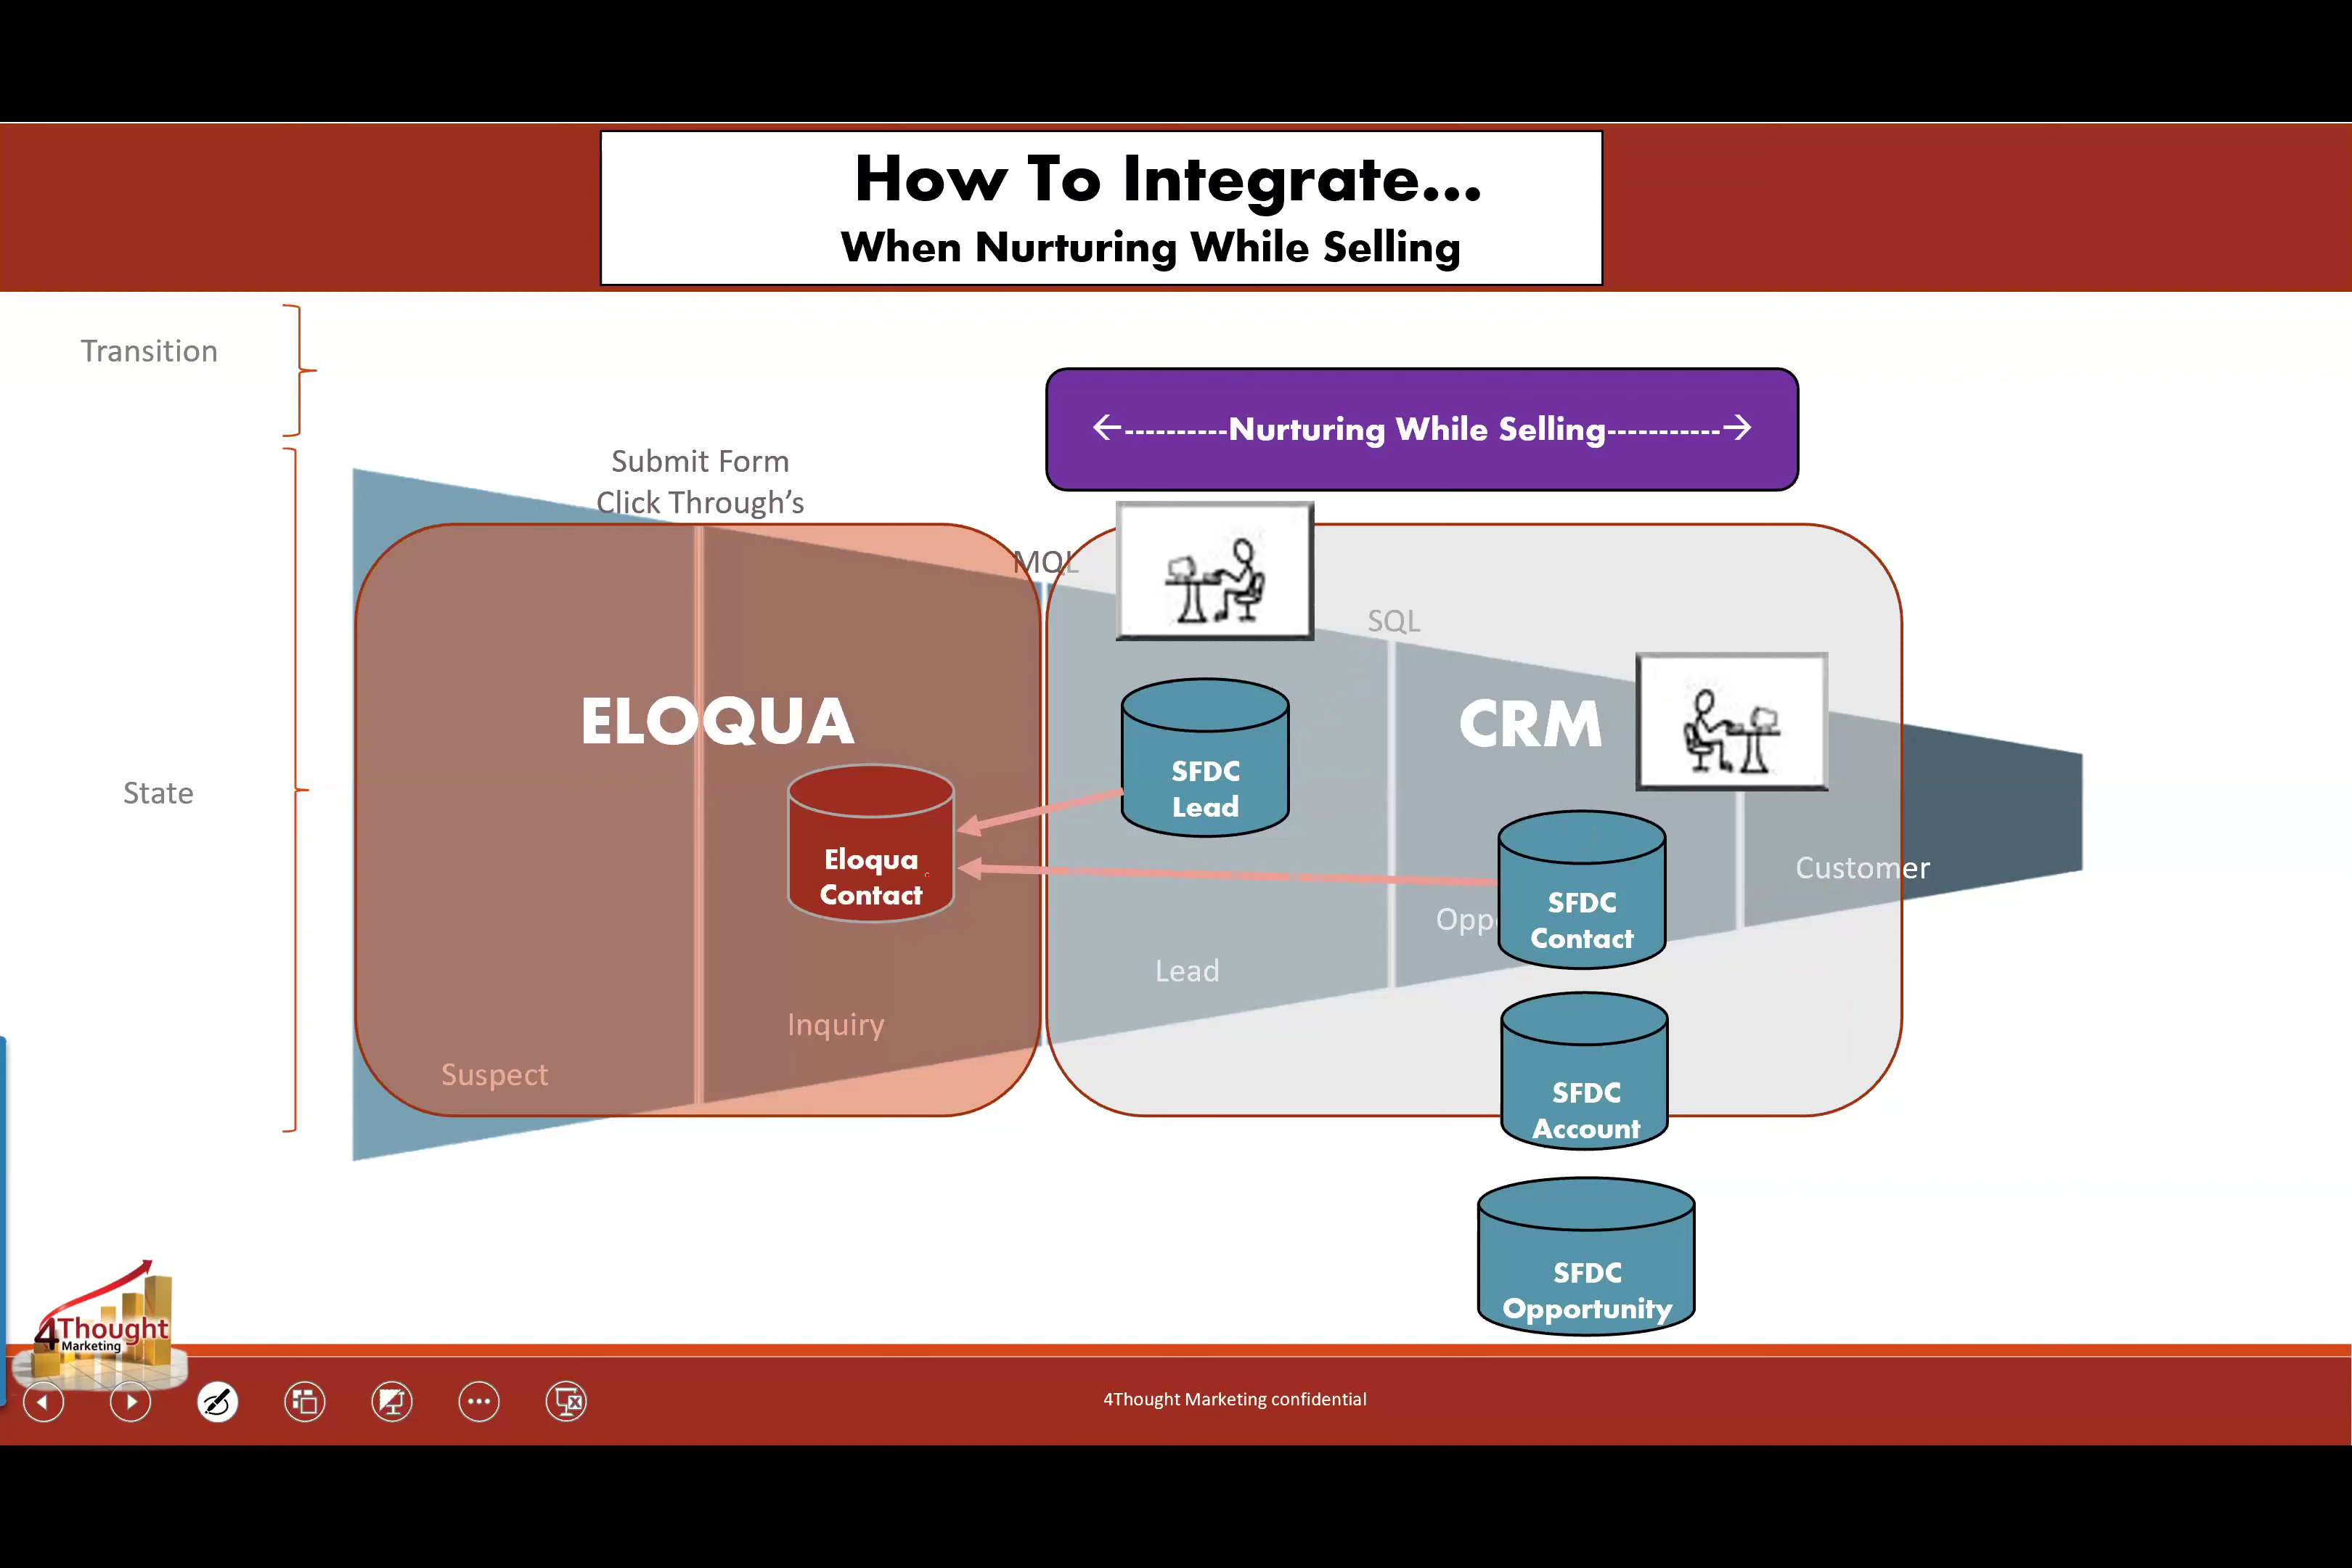 How To Integrate...
When Nurturing While Selling
Transition
←----------Nurturing While Selling-----------→
Submit Form
Click Through's
MQL
SQL
ELOQUA
CRM
SFDC
Lead
State
Eloqua
Contact
SFDC
Contact
Customer
Opp
Lead
Inquiry
Suspect
SFDC
Account
SFDC
Opportunity
4Thought
Marketing
4Thought Marketing confidential